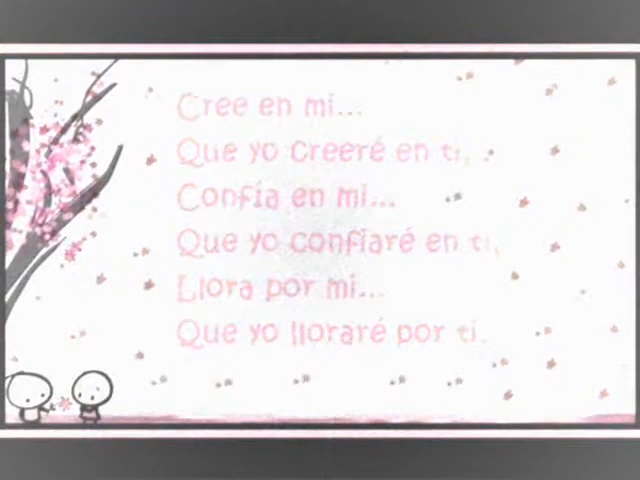 Cree en mi...
Que yo creeré en ti.
Confía en mi...
Que yo confiaré en ti.
Llora por mi...
Que yo lloraré por ti.